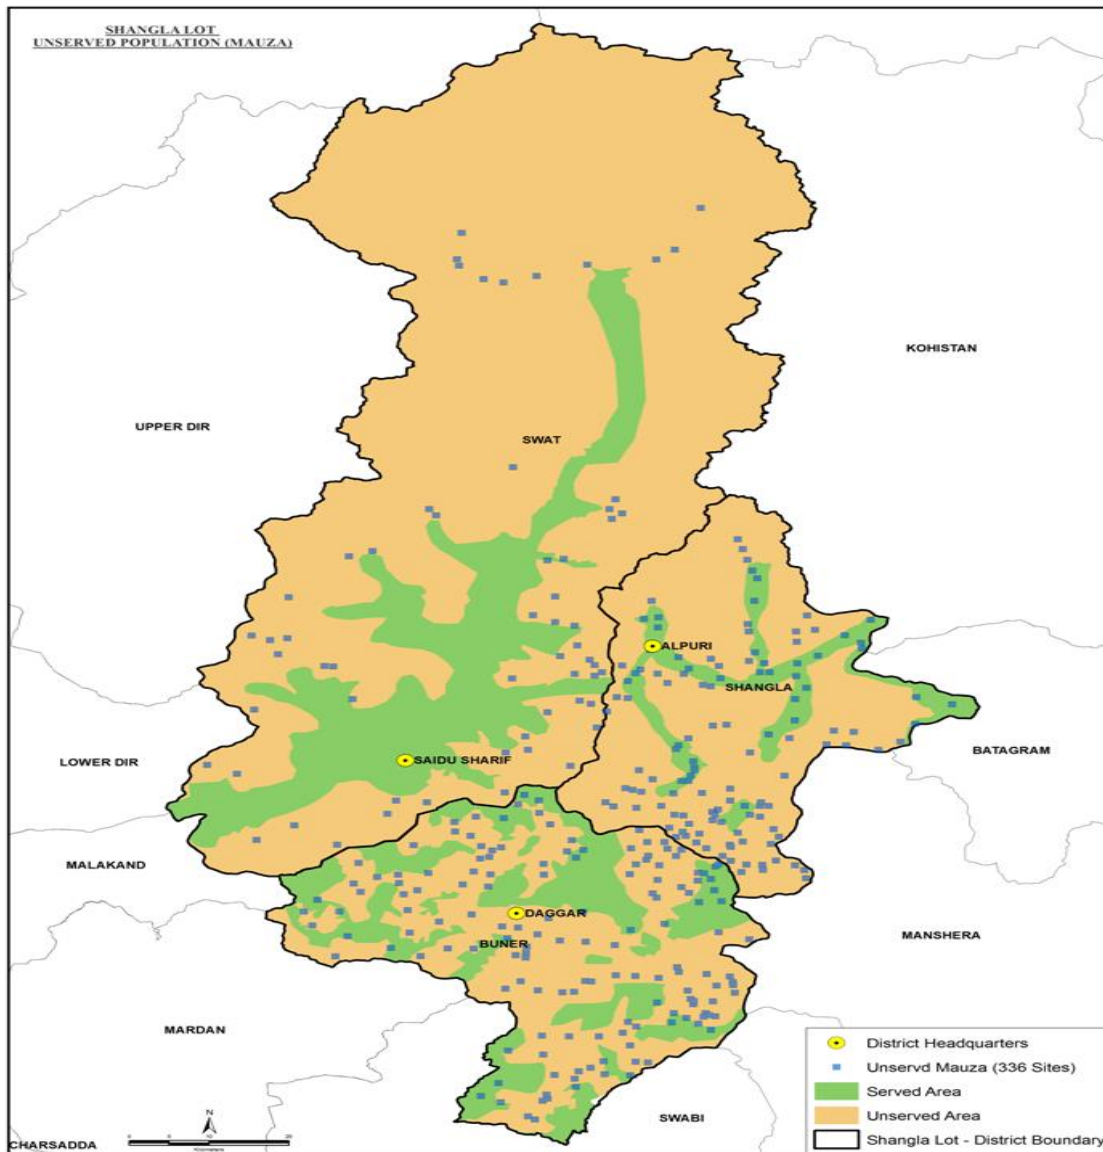 SHANGLA LOT
UNSERVED POPULATION (MAUZA)
KOHISTAN
UPPER DIR
SWAT
ALPURI
SHANGLA
BATAGRAM
LOWER DIR
SAIDU SHARIF
MALAKAND
DAGGAR
BUNER
MANSHERA
MARDAN
SWABI
CHARSADDA
N
Kilometers
District Headquarters
Unservd Mauza (336 Sites)
Served Area
Unserved Area
Shangla Lot - District Boundary